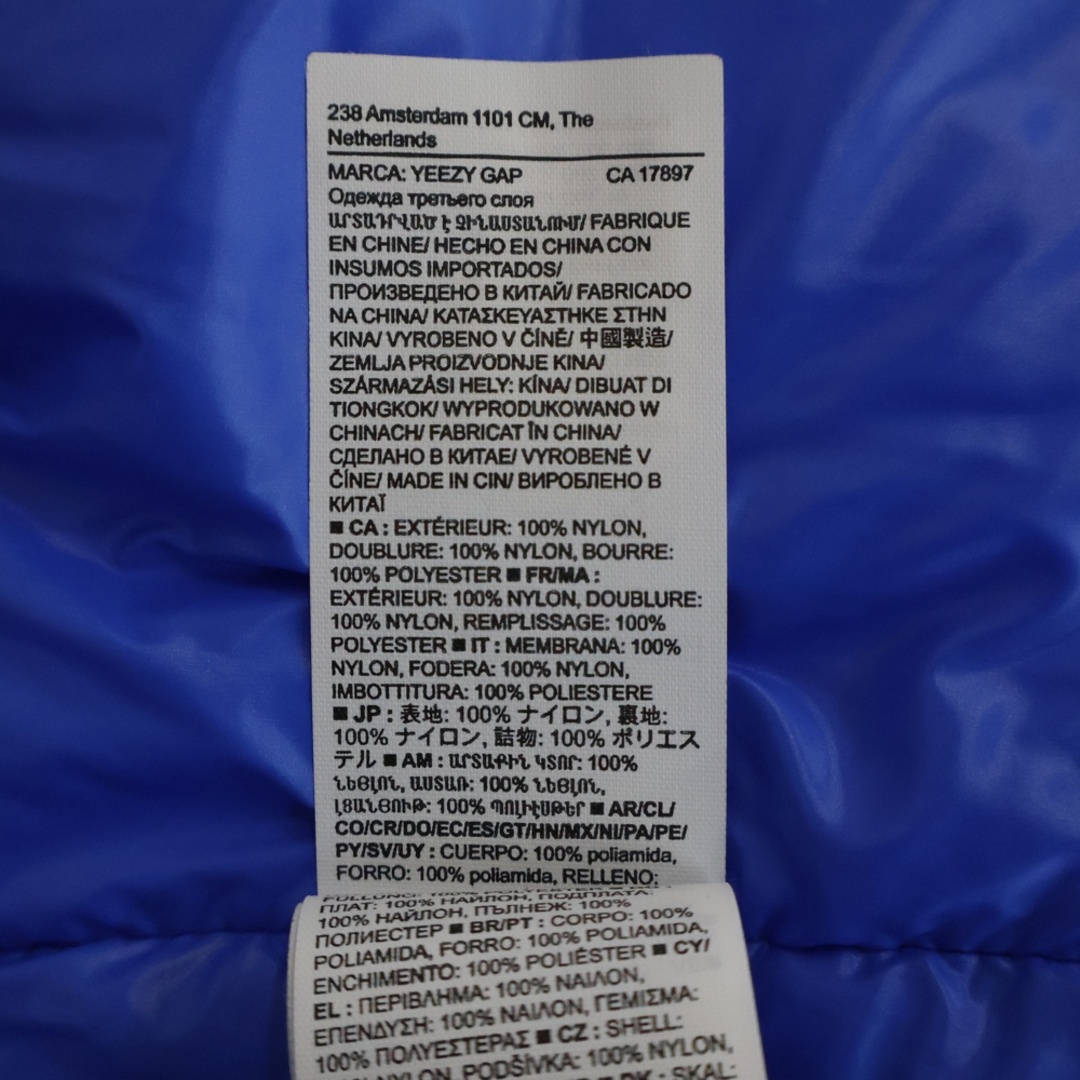 238 Amsterdam 1101 CM, The
Netherlands
MARCA: YEEZY GAP CA 17897
Одежда третьего слоя
ԱՐՏԱԴՐՎԱԾ է ՉԻՆԱՍՏԱՆՈՒՄ/ FABRIQUE
EN CHINE/ HECHO EN CHINA CON
INSUMOS IMPORTADOS/
ПРОИЗВЕДЕНО В КИТАЙ/ FABRICADO
NA CHINA/ ΚΑΤΑΣΚΕΥΑΣΤΗΚΕ ΣΤΗΝ
ΚΙΝΑ/ VYROBENO V ČÍNĚ/ 中國製造/
ZEMLJA PROIZVODNJE KINA/
SZÁRMAZÁSI HELY: KÍNA/ DIBUAT DI
TIONGKOK/ WYPRODUKOWANO W
CHINACH/ FABRICAT ÎN CHINA/
СДЕЛАНО В КИТАЕ/ VYROBENÉ V
ČÍNE/ MADE IN CIN/ ВИРОБЛЕНО В
КИТАЇ
■ CA : EXTÉRIEUR: 100% NYLON,
DOUBLURE: 100% NYLON, BOURRE:
100% POLYESTER ■ FR/MA :
EXTÉRIEUR: 100% NYLON, DOUBLURE:
100% NYLON, REMPLISSAGE: 100%
POLYESTER ■ IT : MEMBRANA: 100%
NYLON, FODERA: 100% NYLON,
IMBOTTITURA: 100% POLIESTERE
■ JP : 表地: 100% ナイロン, 裏地:
100% ナイロン, 詰物: 100% ポリエス
テル ■ AM : ԱՐՏԱՔԻՆ ԿՏՈՐ: 100%
ՆԵՅԼՈՆ, ԱՍՏԱՌ: 100% ՆԵՅԼՈՆ,
ԼՑԱՆՅՈՒԹ: 100% ՊՈԼԻԷՍԹԵՐ ■ AR/CL/
CO/CR/DO/EC/ES/GT/HN/MX/NI/PA/PE/
PY/SV/UY : CUERPO: 100% poliamida,
FORRO: 100% poliamida, RELLENO:
ПЛАТ: 100% НАЙЛОН, ПОДПЛАТА:
100% НАЙЛОН, ПЪЛНЕЖ: 100%
ПОЛИЕСТЕР ■ BR/PT : CORPO: 100%
POLIAMIDA, FORRO: 100% POLIAMIDA,
ENCHIMENTO: 100% POLIÉSTER ■ CY/
EL : ΠΕΡΙΒΛΗΜΑ: 100% ΝΑΙΛΟΝ,
ΕΠΕΝΔΥΣΗ: 100% ΝΑΙΛΟΝ, ΓΕΜΙΣΜΑ:
100% ΠΟΛΥΕΣΤΕΡΑΣ ■ CZ : SHELL:
NYLON, PODŠÍVKA: 100% NYLON,
DK : SKAL: